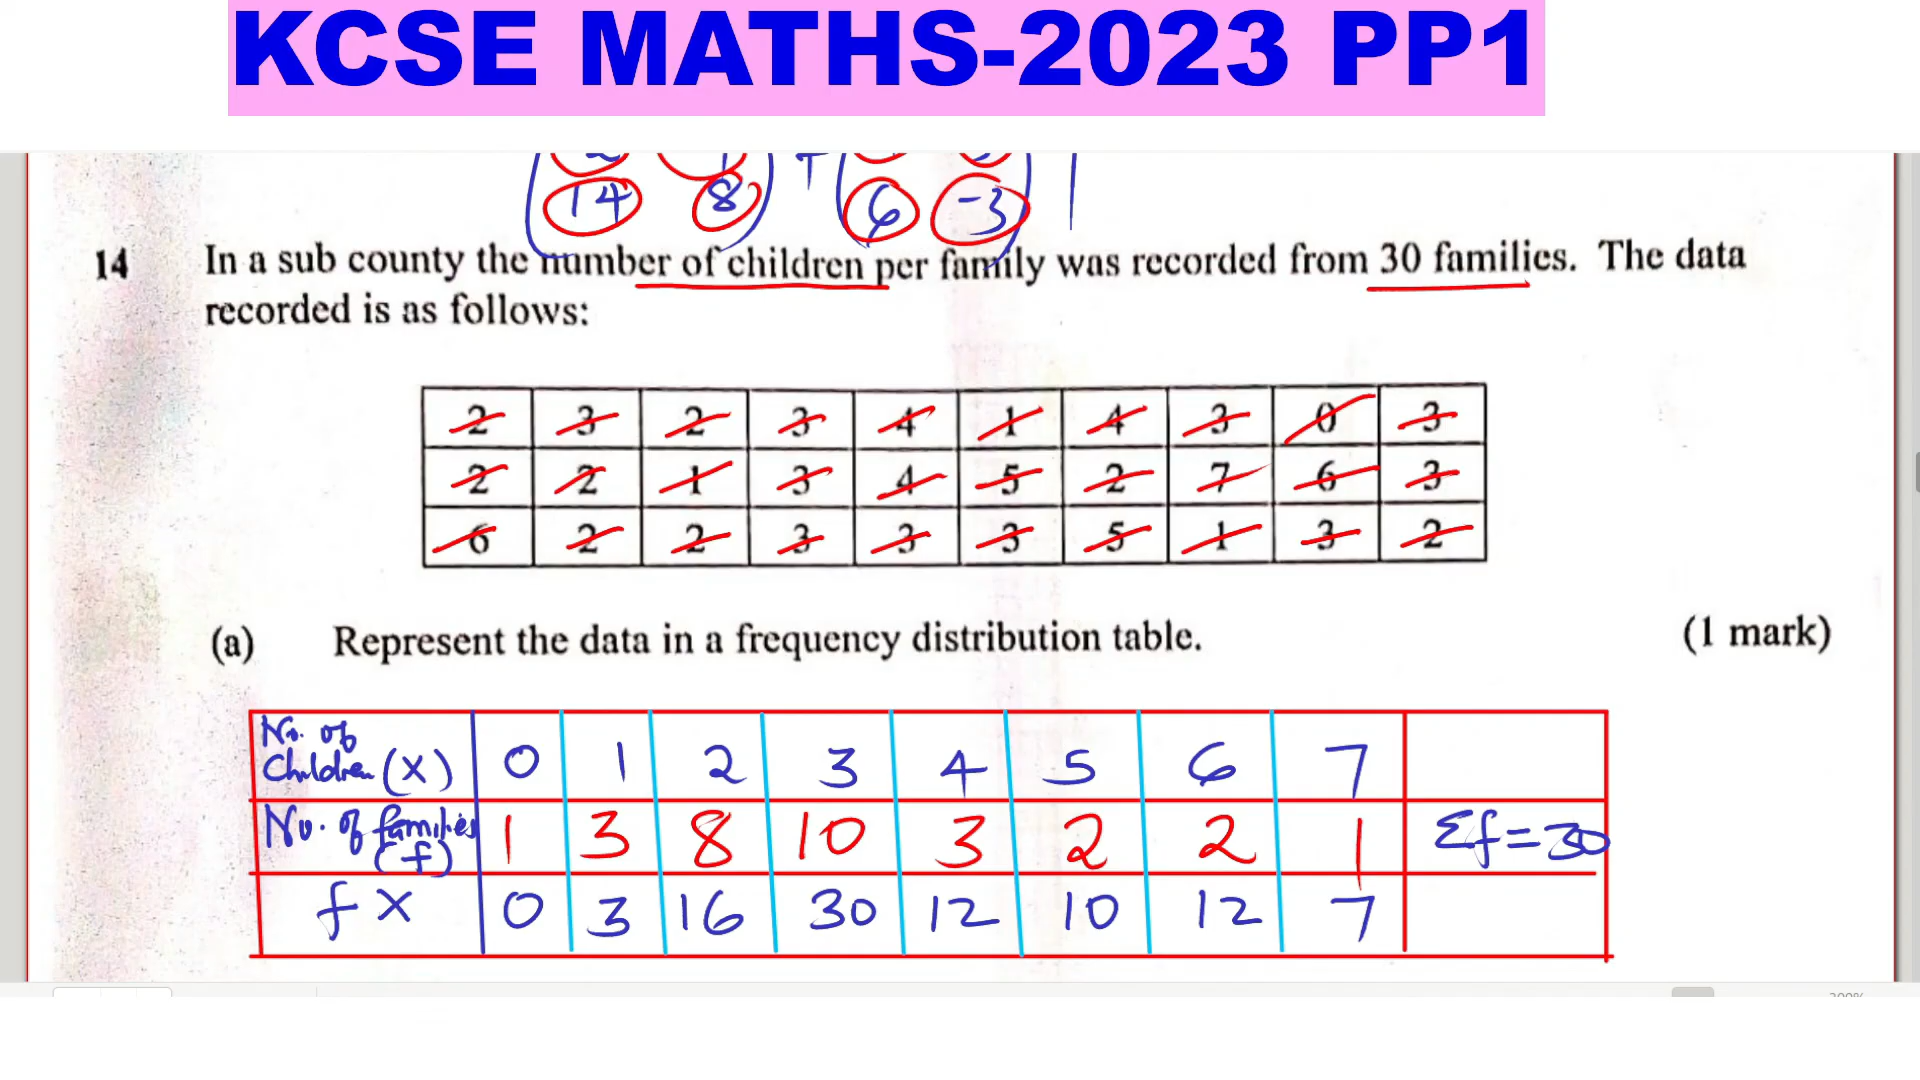 KCSE MATHS-2023 PP1
14 8 + 6 -3
14 In a sub county the number of children per family was recorded from 30 families. The data
recorded is as follows:
2 3 2 3 4 1 4 3 0 3
2 2 1 3 4 5 2 7 6 3
6 2 2 3 3 3 5 1 3 2
(a) Represent the data in a frequency distribution table. (1 mark)
No. of
Children (x) 0 1 2 3 4 5 6 7
No. of families
(f) 1 3 8 10 3 2 2 1 Σf=30
fx 0 3 16 30 12 10 12 7